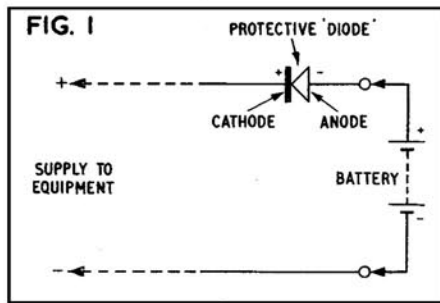 FIG. 1
PROTECTIVE 'DIODE'
+
+ -
CATHODE
ANODE
+
SUPPLY TO
EQUIPMENT
BATTERY
-
-